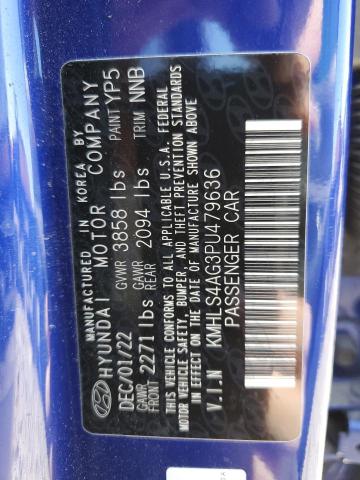 MANUFACTURED IN KOREA BY
HYUNDAI MOTOR COMPANY
DEC/01/22 GVWR 3858 lbs PAINT YP5
GAWR FRONT 2271 lbs GAWR REAR 2094 lbs TRIM NNB
THIS VEHICLE CONFORMS TO ALL APPLICABLE U.S.A. FEDERAL
MOTOR VEHICLE SAFETY, BUMPER, AND THEFT PREVENTION STANDARDS
IN EFFECT ON THE DATE OF MANUFACTURE SHOWN ABOVE
V.I.N KMHLS4AG3PU479636
PASSENGER CAR